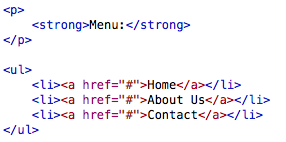 <p>
    <strong>Menu:</strong>
</p>

<ul>
    <li><a href="#">Home</a></li>
    <li><a href="#">About Us</a></li>
    <li><a href="#">Contact</a></li>
</ul>